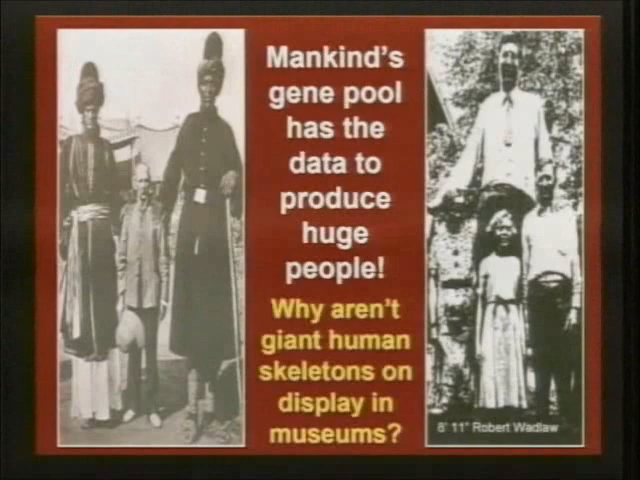 Mankind's
gene pool
has the
data to
produce
huge
people!
Why aren't
giant human
skeletons on
display in
museums?
8' 11" Robert Wadlaw